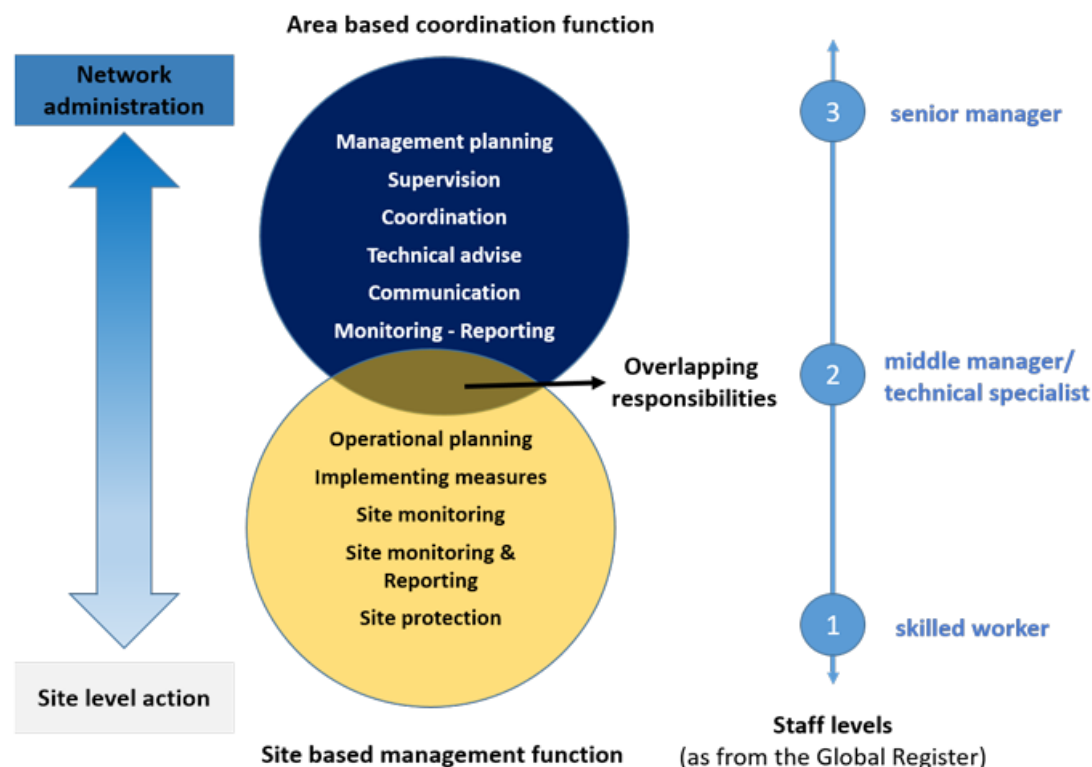 Area based coordination function
Network
administration
Management planning
Supervision
Coordination
Technical advise
Communication
Monitoring - Reporting
3
senior manager
Overlapping
responsibilities
2
middle manager/
technical specialist
Operational planning
Implementing measures
Site monitoring
Site monitoring &
Reporting
Site protection
1
skilled worker
Site level action
Site based management function
Staff levels
(as from the Global Register)